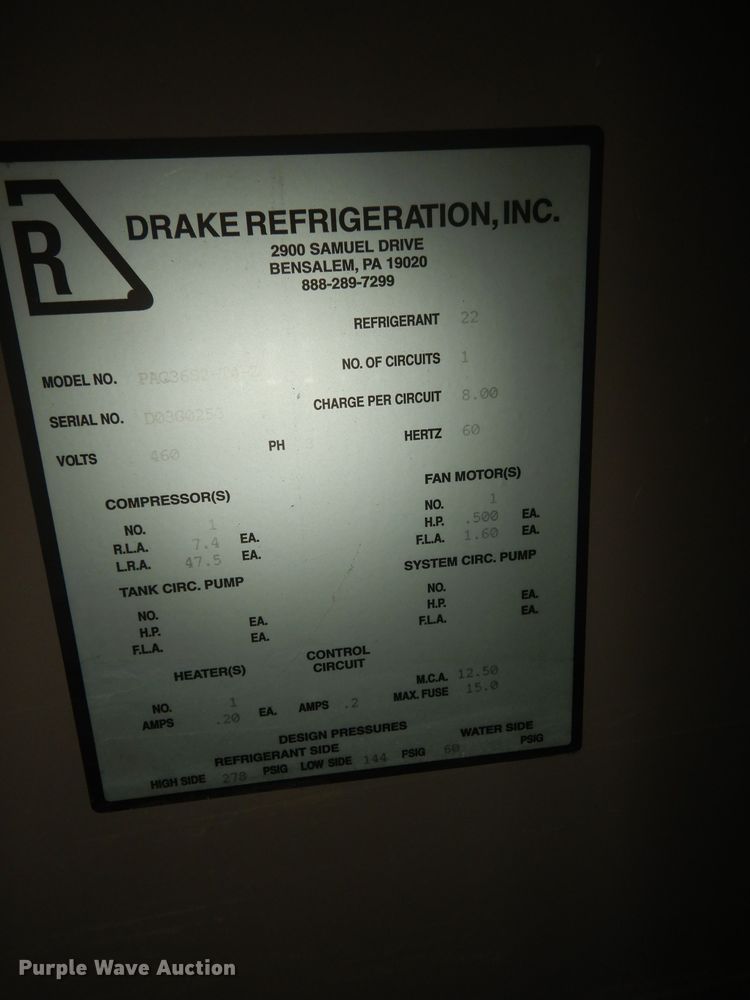 R
DRAKE REFRIGERATION, INC.
2900 SAMUEL DRIVE
BENSALEM, PA 19020
888-289-7299
REFRIGERANT 22
MODEL NO. NO. OF CIRCUITS 1
SERIAL NO. CHARGE PER CIRCUIT 8.00
VOLTS 460 PH 3 HERTZ 60
COMPRESSOR(S) FAN MOTOR(S)
NO. 1 NO. 1
R.L.A. 7.4 EA. H.P. .500 EA.
L.R.A. 47.5 EA. F.L.A. 1.60 EA.
TANK CIRC. PUMP SYSTEM CIRC. PUMP
NO. NO.
H.P. EA. H.P. EA.
F.L.A. EA. F.L.A. EA.
HEATER(S) CONTROL CIRCUIT
NO. 1 M.C.A. 12.50
AMPS .20 EA. AMPS .2 MAX. FUSE 15.0
DESIGN PRESSURES
REFRIGERANT SIDE WATER SIDE
HIGH SIDE 278 PSIG LOW SIDE 144 PSIG 60 PSIG
Purple Wave Auction